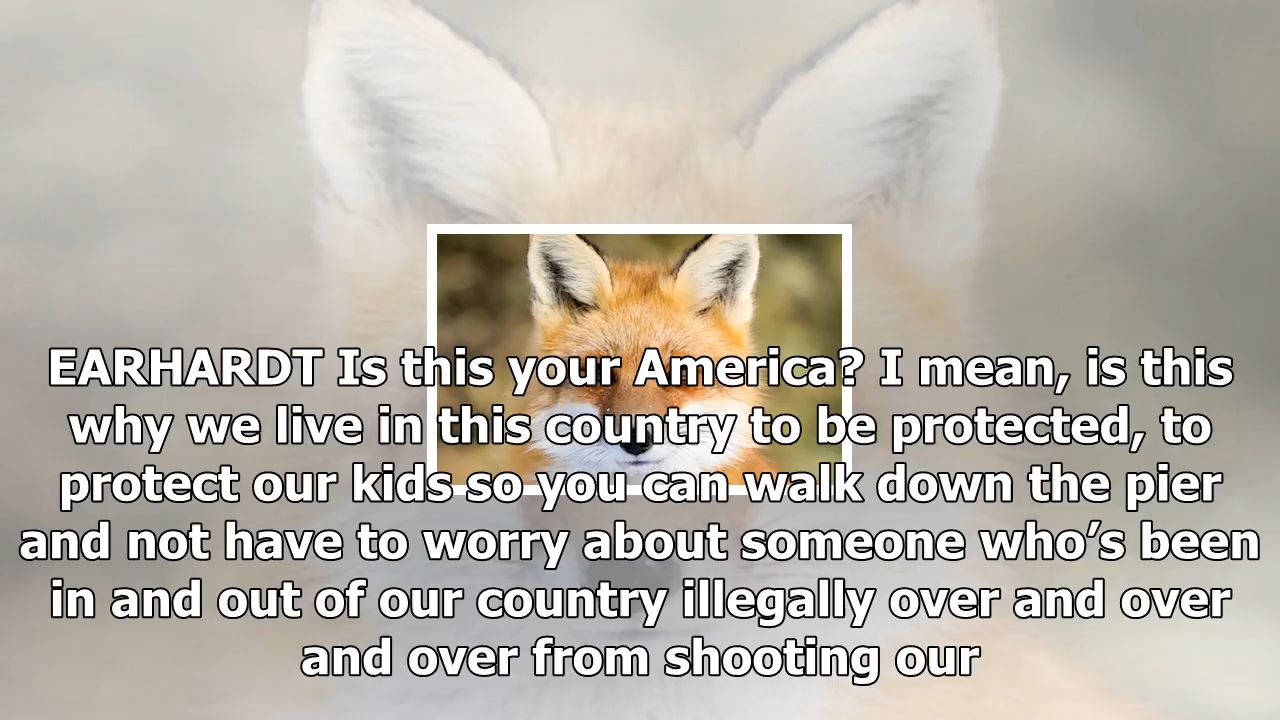 EARHARDT Is this your America? I mean, is this
why we live in this country to be protected, to
protect our kids so you can walk down the pier
and not have to worry about someone who’s been
in and out of our country illegally over and over
and over from shooting our